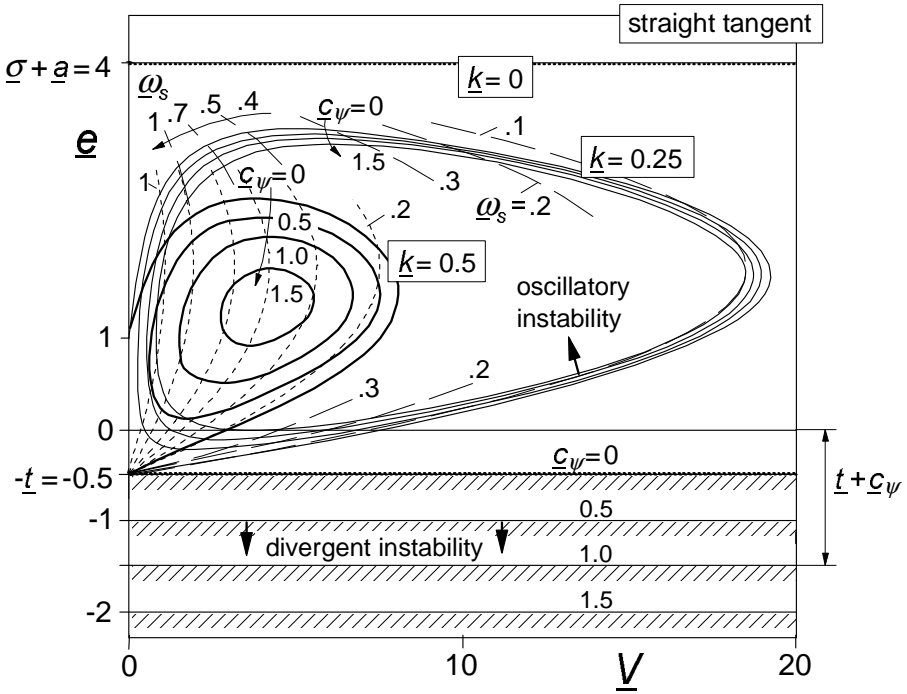 straight tangent
σ + a = 4
k = 0
ω_s
1 .7 .5 .4
c_ψ=0
.1
e
1.5
.3
k = 0.25
1
c_ψ=0
ω_s = .2
.2
0.5
k = 0.5
1.0
1.5
oscillatory
instability
1
.3
.2
0
c_ψ=0
-t = -0.5
t + c_ψ
0.5
-1
divergent instability
1.0
1.5
-2
0
10
20
V